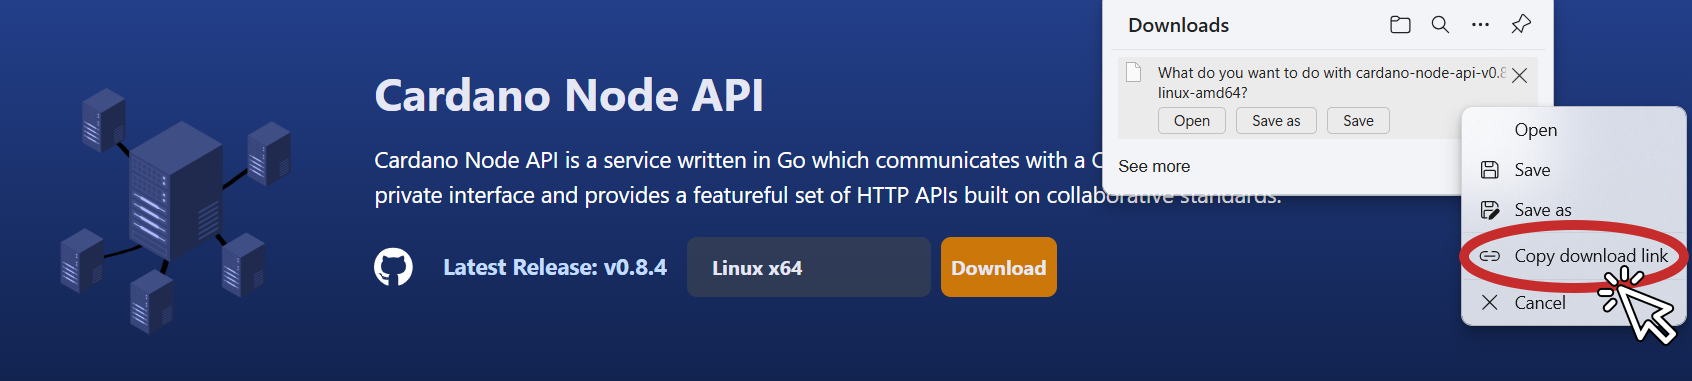 Cardano Node API
Cardano Node API is a service written in Go which communicates with a
private interface and provides a featureful set of HTTP APIs built on collaborative standards.
Latest Release: v0.8.4
Linux x64
Download
Downloads
What do you want to do with cardano-node-api-v0.8
linux-amd64?
Open
Save as
Save
See more
Open
Save
Save as
Copy download link
Cancel